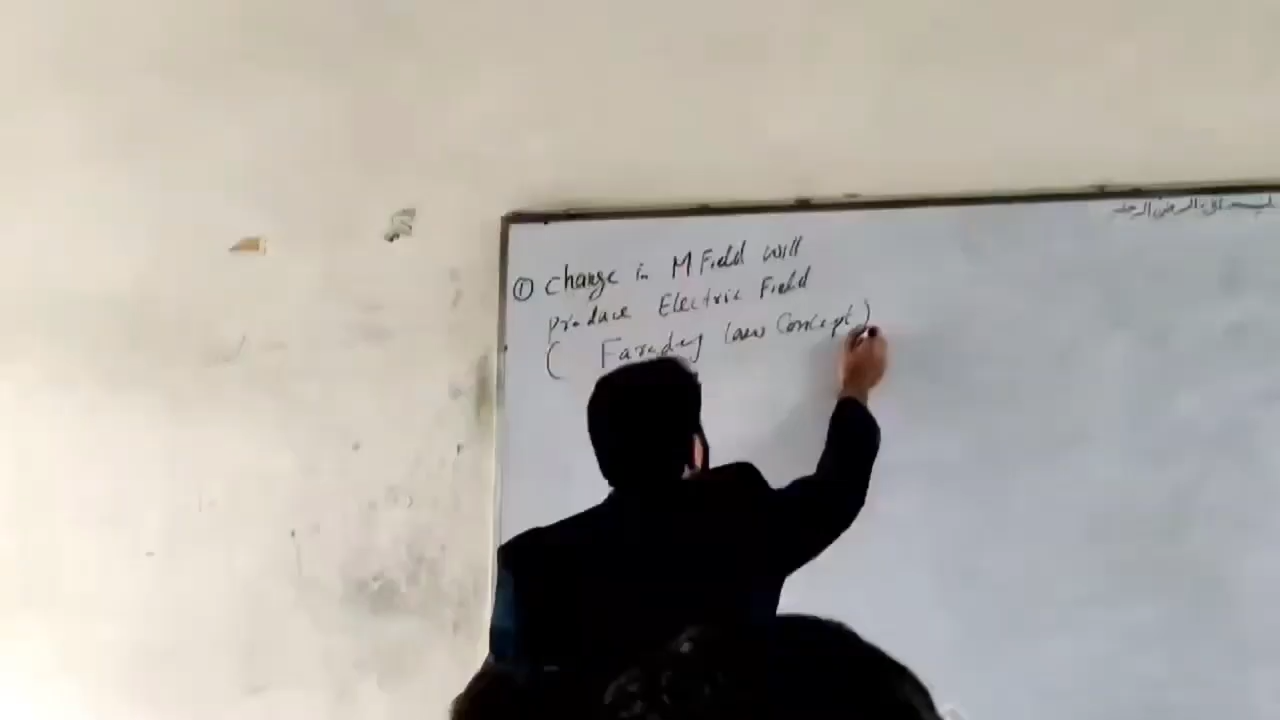 ① Change in M Field will
produce Electric Field
( Faraday Law Concept )